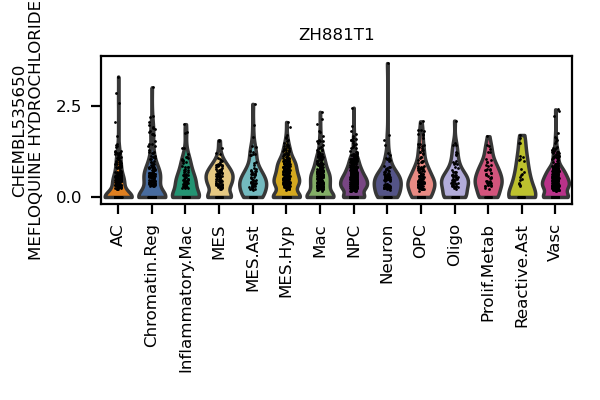 ZH881T1
CHEMBL535650
MEFLOQUINE HYDROCHLORIDE
2.5
0.0
AC
Chromatin.Reg
Inflammatory.Mac
MES
MES.Ast
MES.Hyp
Mac
NPC
Neuron
OPC
Oligo
Prolif.Metab
Reactive.Ast
Vasc